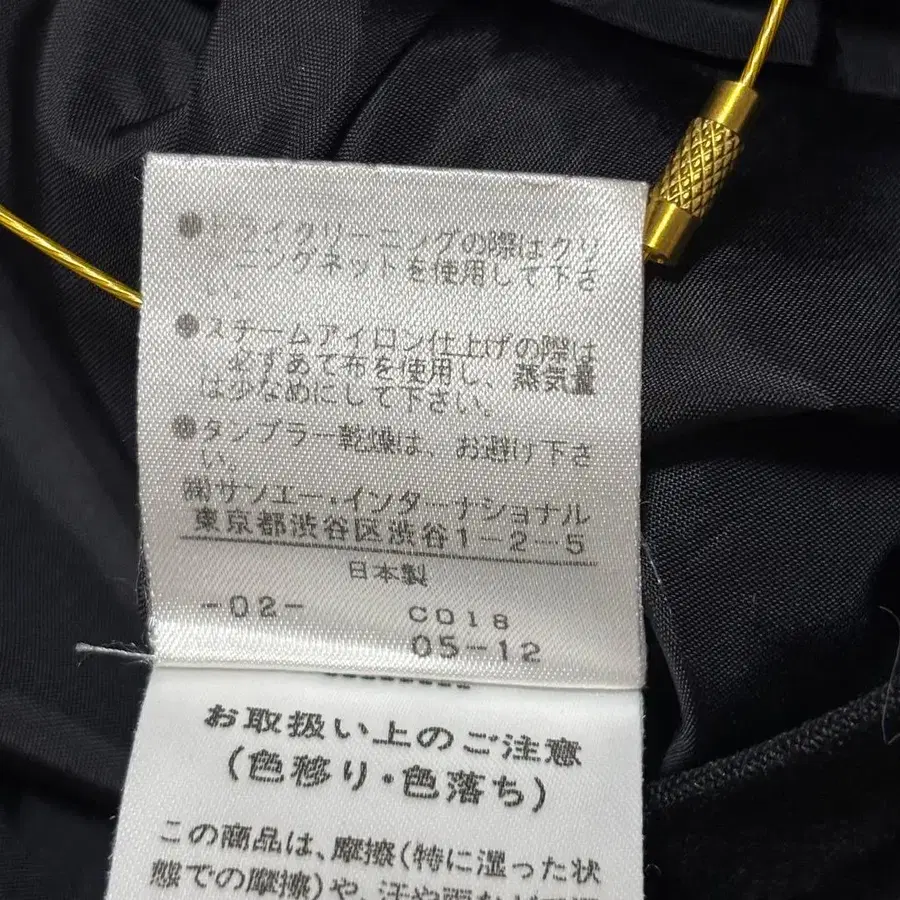 ●ドライクリーニングの際はクリ
ニングネットを使用して下さ
い。
●スチームアイロン仕上げの際は
必ずあて布を使用し、蒸気量
は少なめにして下さい。
●タンブラー乾燥は、お避け下さ
い。
㈱サンエー・インターナショナル
東京都渋谷区渋谷1-2-5
日本製
-02- C018
05-12
お取扱い上のご注意
(色移り・色落ち)
この商品は、摩擦(特に湿った状
態での摩擦)や、汗や雨など